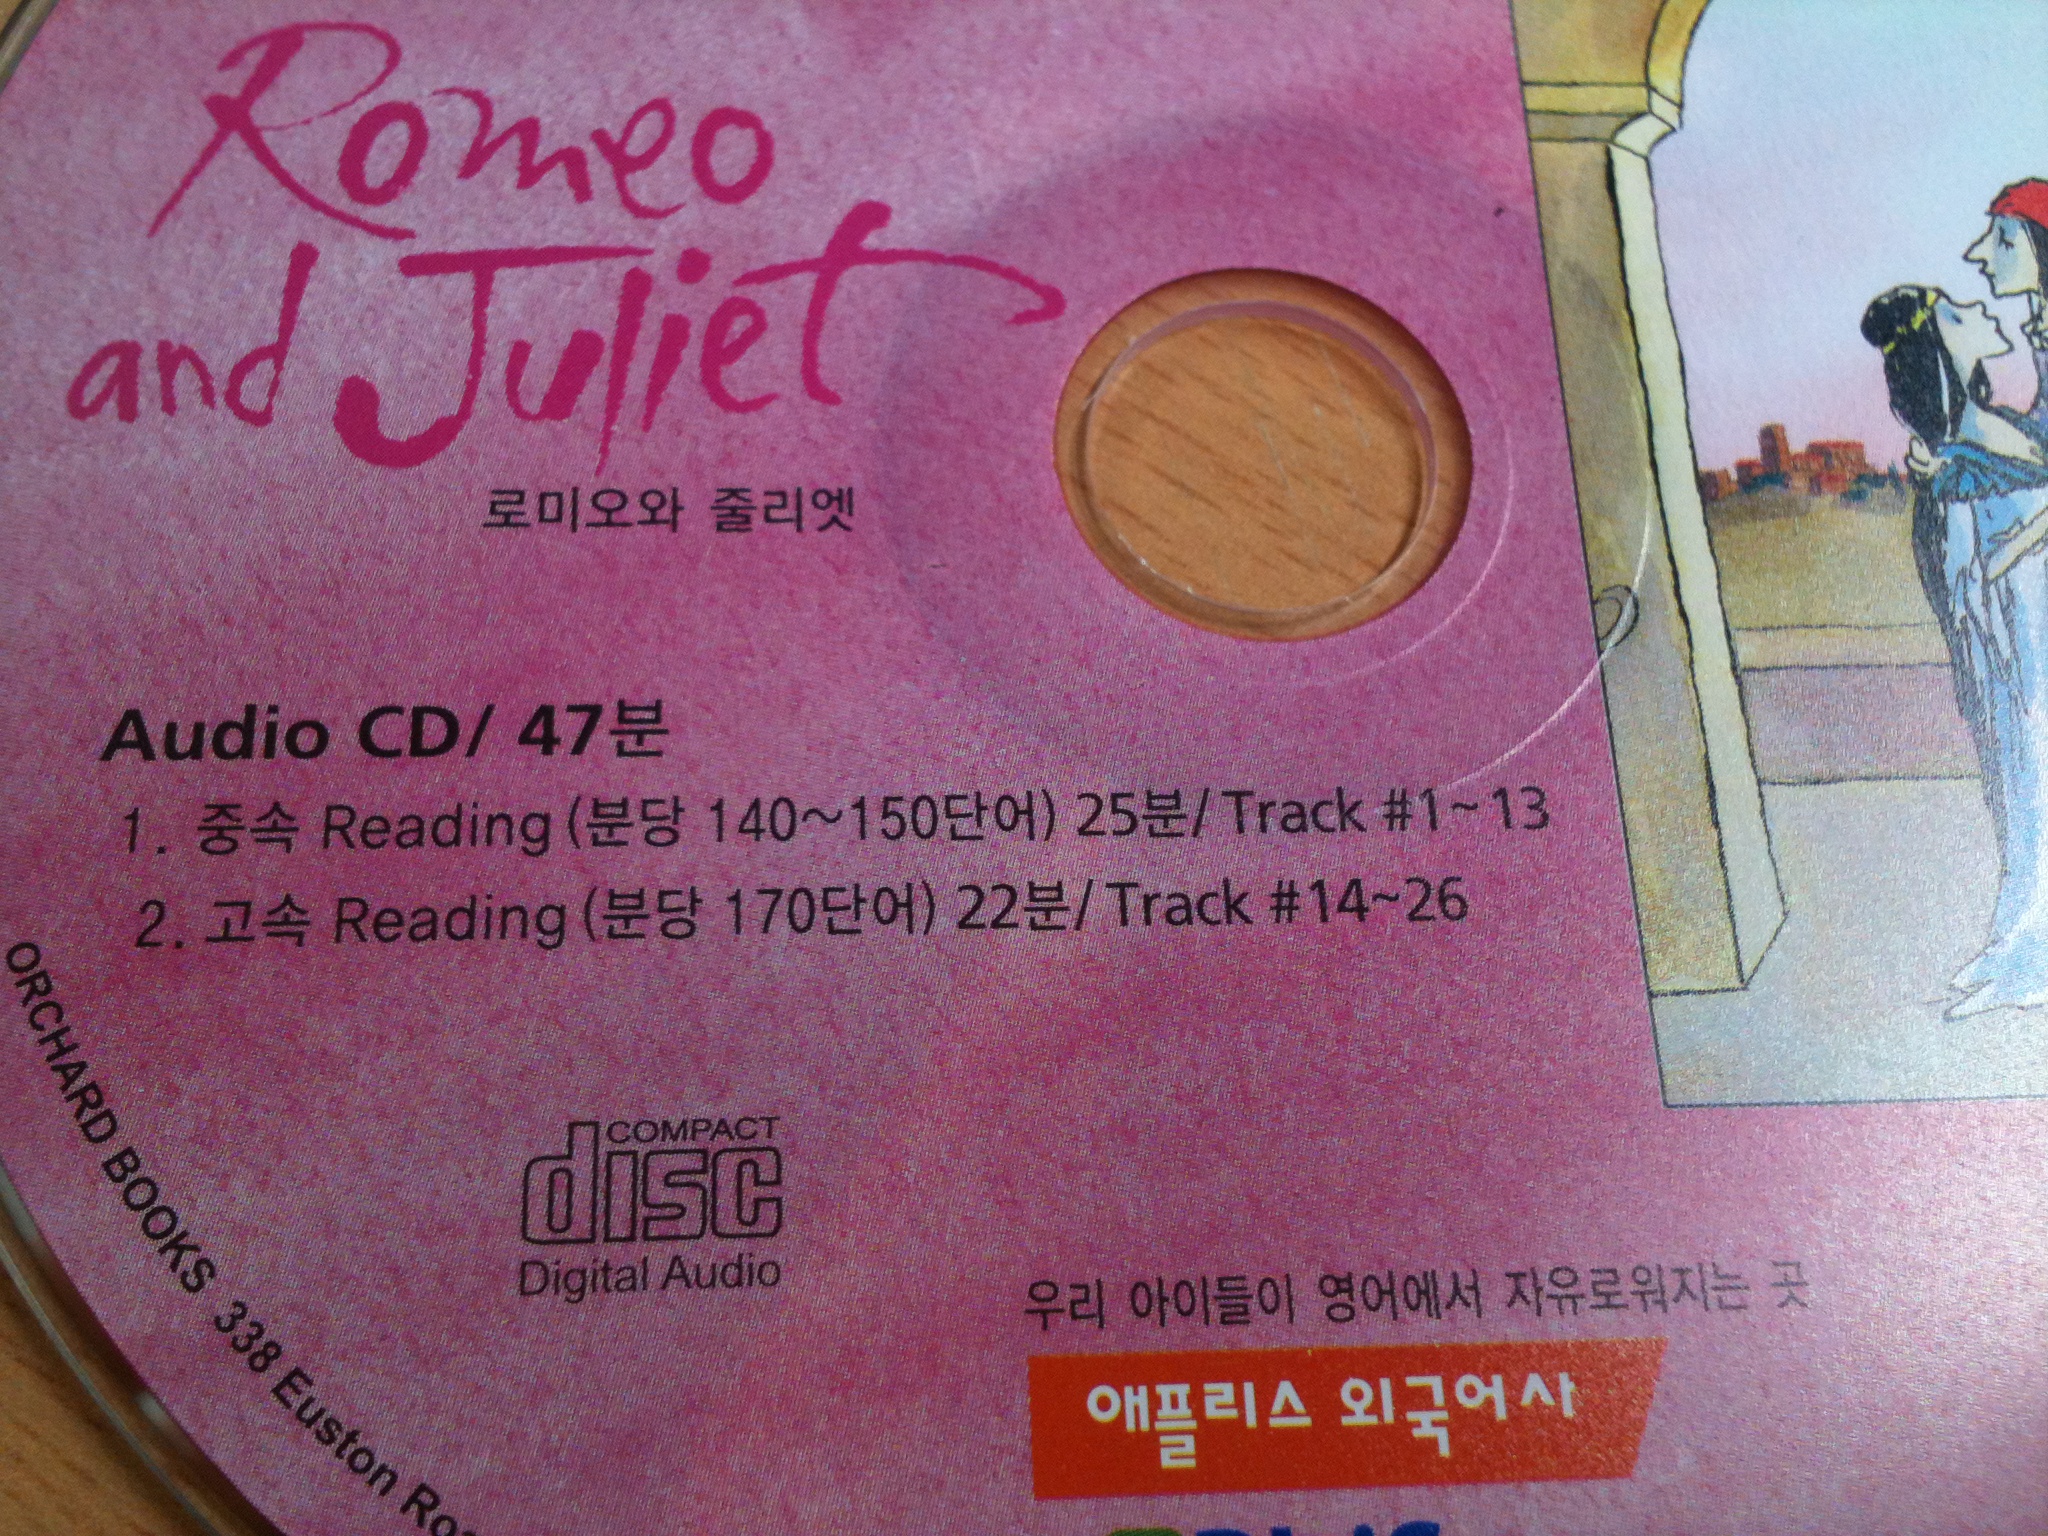 Romeo
and Juliet
로미오와 줄리엣
Audio CD/ 47분
1. 중속 Reading (분당 140~150단어) 25분/ Track #1~13
2. 고속 Reading (분당 170단어) 22분/ Track #14~26
COMPACT
disc
Digital Audio
ORCHARD BOOKS 338 Euston
우리 아이들이 영어에서 자유로워지는 곳
애플리스 외국어사